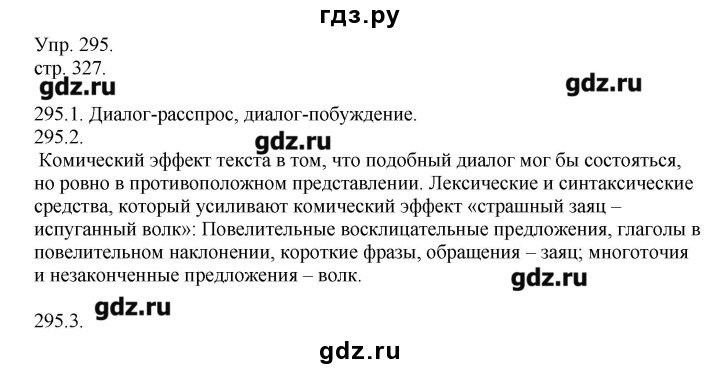 гдз.ру
Упр. 295.
стр. 327.
gdz.ru
gdz.ru
295.1. Диалог-расспрос, диалог-побуждение.
295.2.
gdz.ru
Комический эффект текста в том, что подобный диалог мог бы состояться,
но ровно в противоположном представлении. Лексические и синтаксические
средства, который усиливают комический эффект «страшный заяц –
испуганный волк»: Повелительные восклицательные предложения, глаголы в
повелительном наклонении, короткие фразы, обращения – заяц; многоточия
и незаконченные предложения – волк.
gdz.ru
gdz.ru
295.3.
gdz.ru